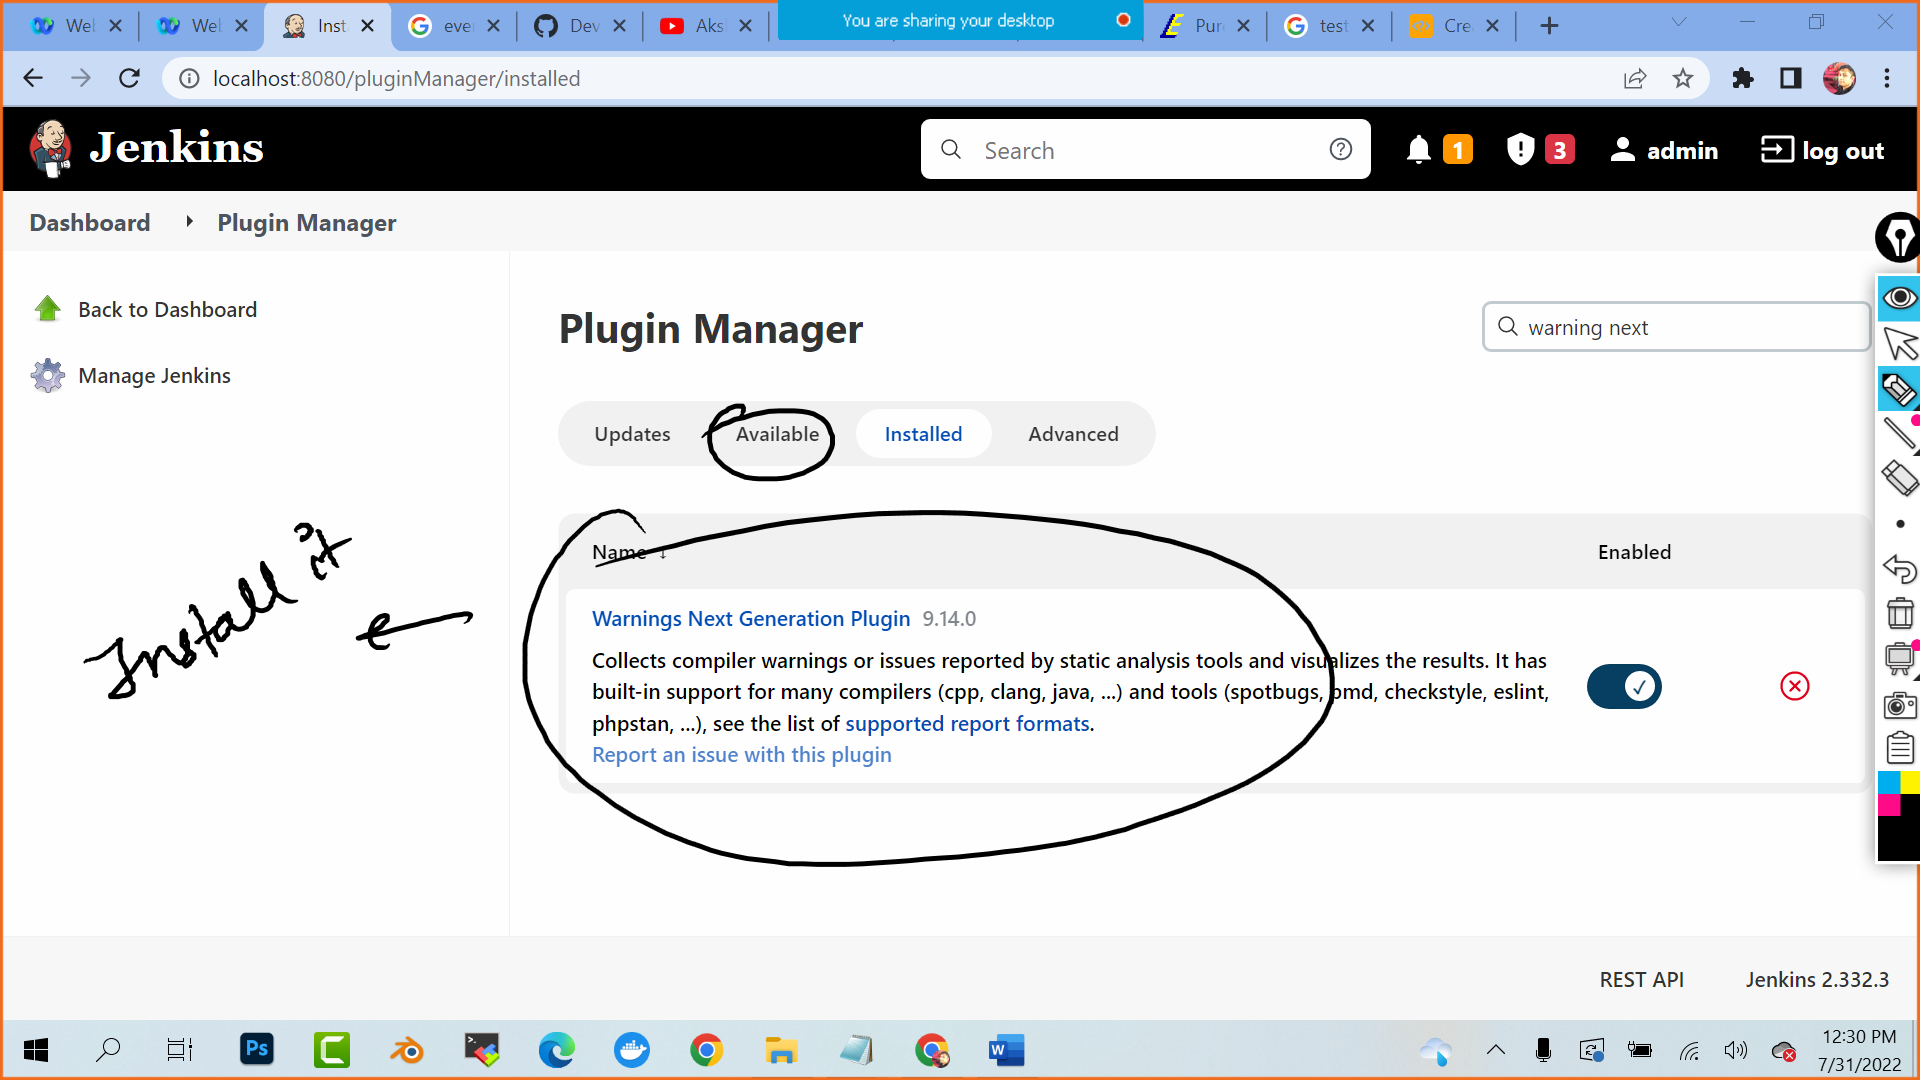 Wel
Wel
Inst
ever
Dev
Aks
You are sharing your desktop
Pur
test
Cre
localhost:8080/pluginManager/installed
Jenkins
Search
1
3
admin
log out
Dashboard
Plugin Manager
Back to Dashboard
Manage Jenkins
Plugin Manager
warning next
Updates
Available
Installed
Advanced
Install it
Name ↓
Enabled
Warnings Next Generation Plugin 9.14.0
Collects compiler warnings or issues reported by static analysis tools and visualizes the results. It has
built-in support for many compilers (cpp, clang, java, ...) and tools (spotbugs, pmd, checkstyle, eslint,
phpstan, ...), see the list of supported report formats.
Report an issue with this plugin
REST API
Jenkins 2.332.3
Ps
12:30 PM
7/31/2022